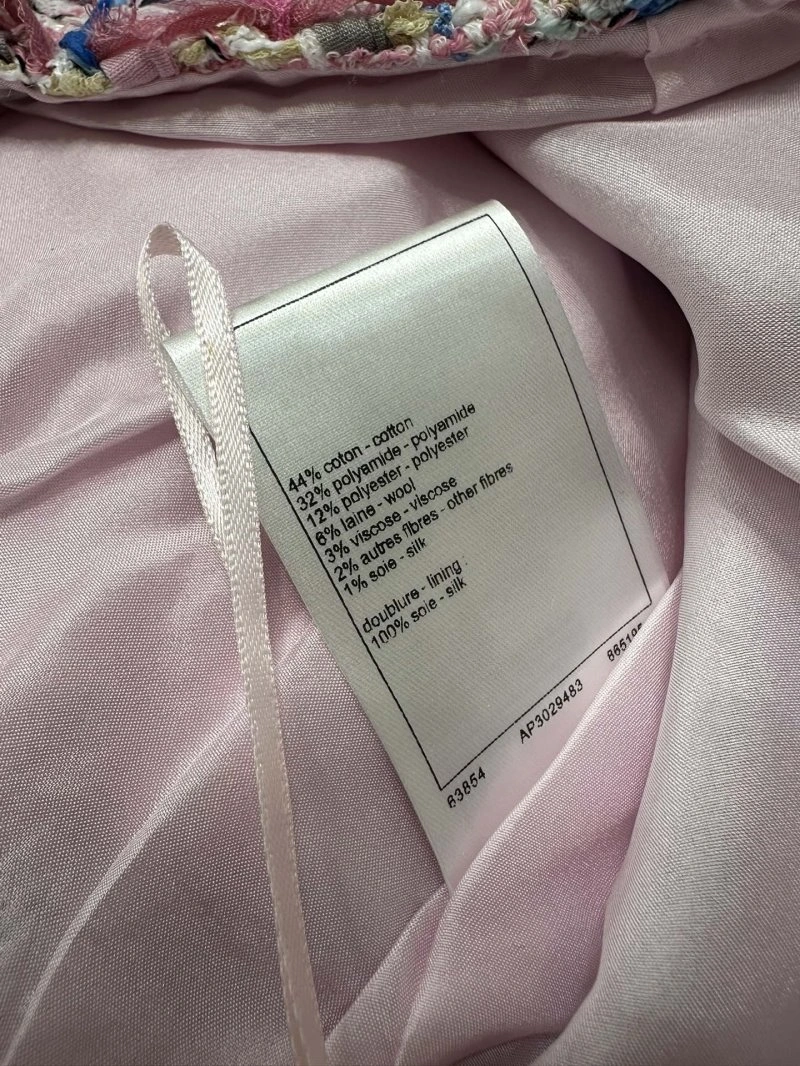 44% coton - cotton
32% polyamide - polyamide
12% polyester - polyester
6% laine - wool
3% viscose - viscose
2% autres fibres - other fibres
1% soie - silk
doublure - lining :
100% soie - silk
83854 AP3029483